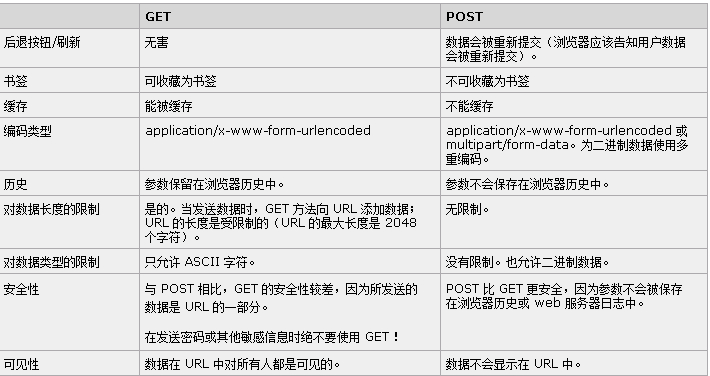 GET POST
后退按钮/刷新 无害 数据会被重新提交（浏览器应该告知用户数据
会被重新提交）。
书签 可收藏为书签 不可收藏为书签
缓存 能被缓存 不能缓存
编码类型 application/x-www-form-urlencoded application/x-www-form-urlencoded 或
multipart/form-data。为二进制数据使用多
重编码。
历史 参数保留在浏览器历史中。 参数不会保存在浏览器历史中。
对数据长度的限制 是的。当发送数据时，GET 方法向 URL 添加数据； 无限制。
URL 的长度是受限制的（URL 的最大长度是 2048
个字符）。
对数据类型的限制 只允许 ASCII 字符。 没有限制。也允许二进制数据。
安全性 与 POST 相比，GET 的安全性较差，因为所发送的 POST 比 GET 更安全，因为参数不会被保存
数据是 URL 的一部分。 在浏览器历史或 web 服务器日志中。
在发送密码或其他敏感信息时绝不要使用 GET！
可见性 数据在 URL 中对所有人都是可见的。 数据不会显示在 URL 中。